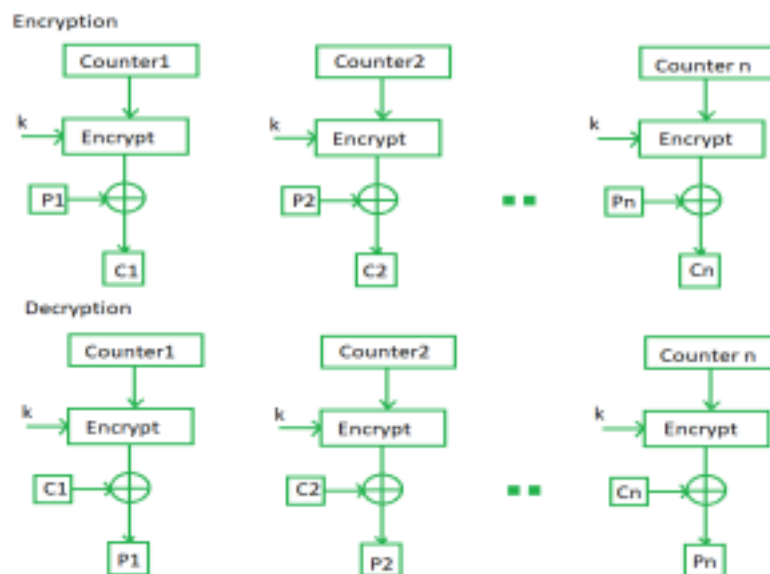 Encryption
Counter1 Counter2 Counter n
k Encrypt k Encrypt k Encrypt
P1 P2 Pn
C1 C2 Cn
Decryption
Counter1 Counter2 Counter n
k Encrypt k Encrypt k Encrypt
C1 C2 Cn
P1 P2 Pn